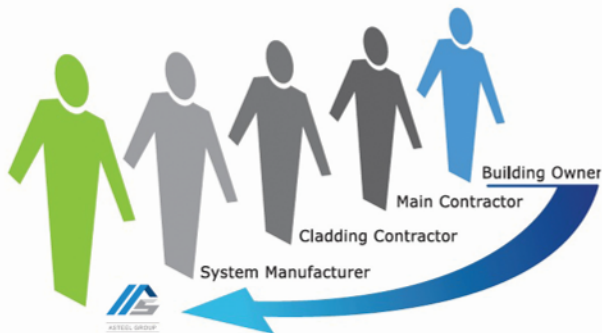 Building Owner
Main Contractor
Cladding Contractor
System Manufacturer
ASTEEL GROUP